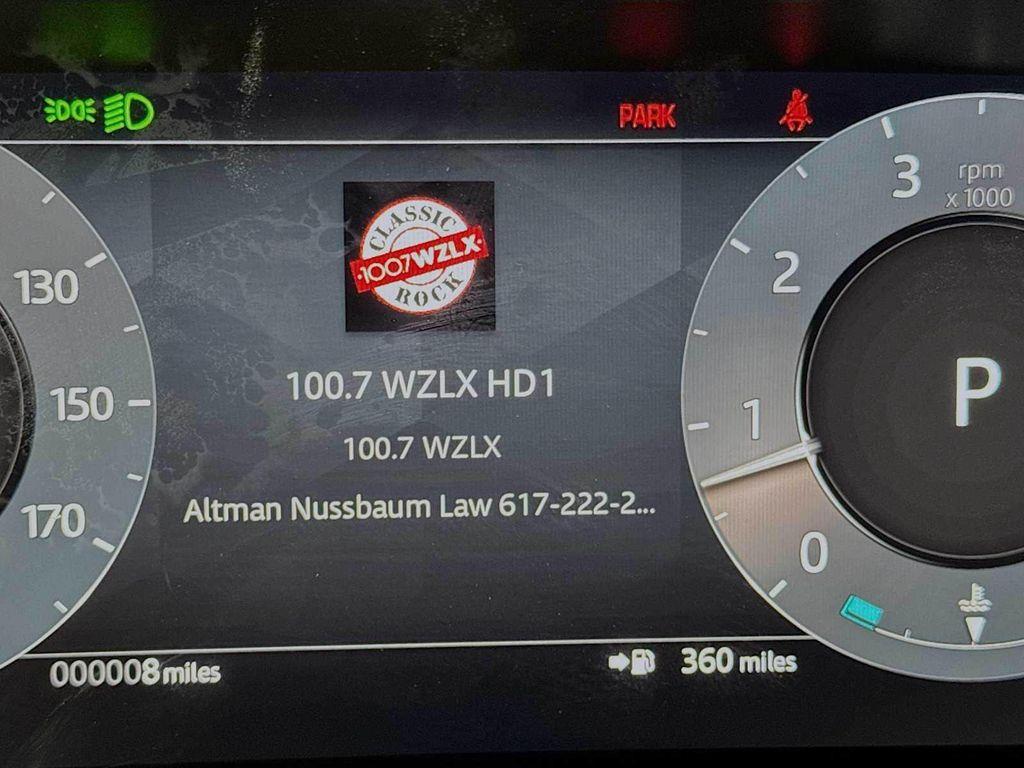 PARK
3
rpm
x 1000
CLASSIC
·100.7 WZLX·
ROCK
2
130
P
100.7 WZLX HD1
150
1
100.7 WZLX
170
Altman Nussbaum Law 617-222-2...
0
000008 miles
360 miles